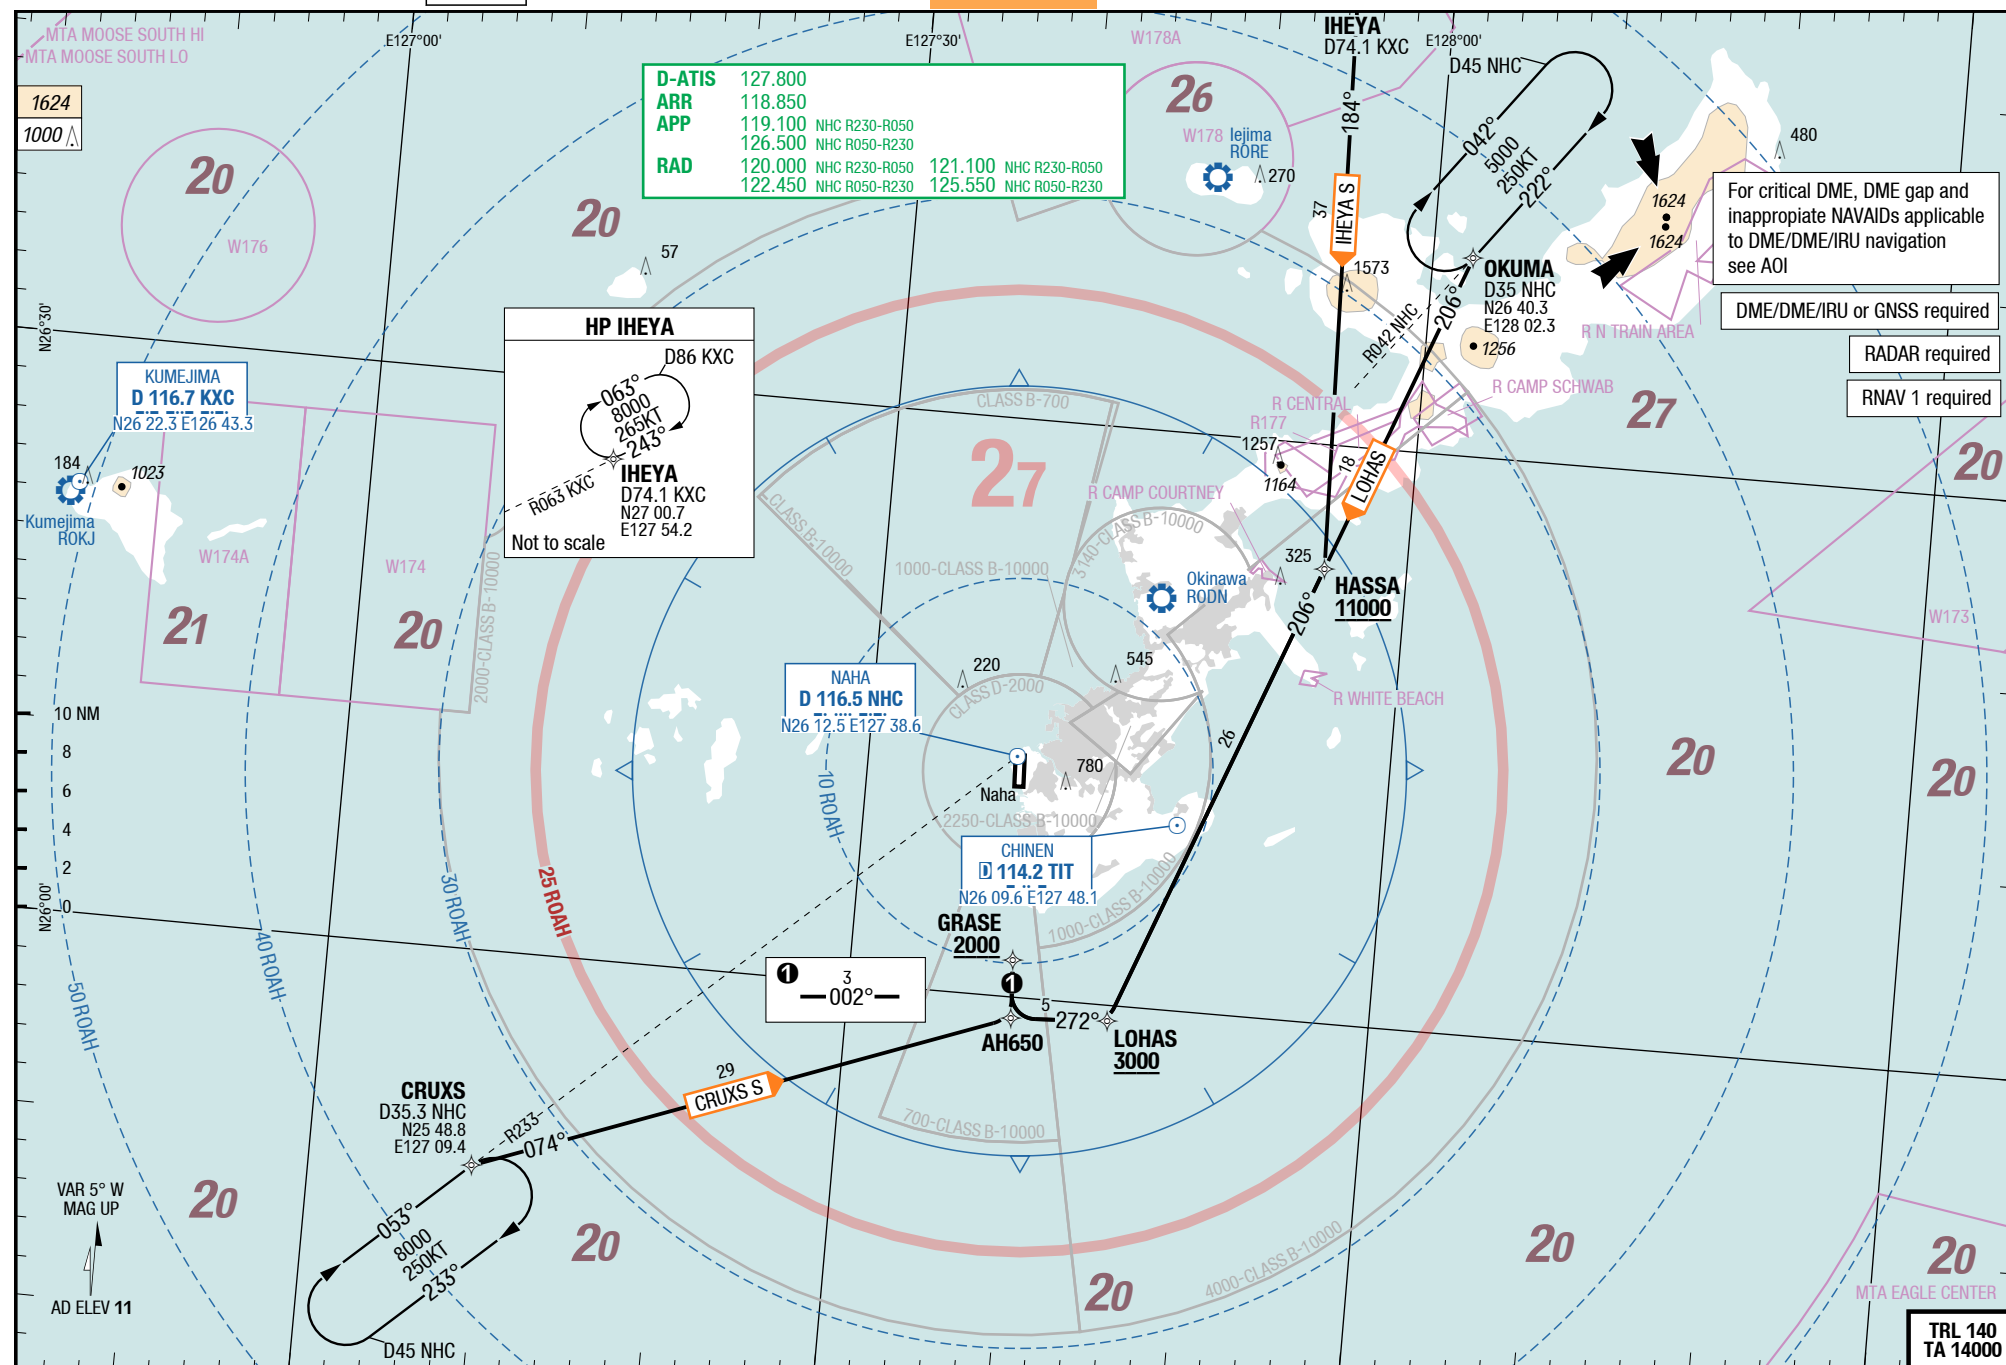 MTA MOOSE SOUTH HI
MTA MOOSE SOUTH LO
E127°00'
E127°30'
W178A
IHEYA
D74.1 KXC
E128°00'
D45 NHC
1624
1000
D-ATIS 127.800
ARR 118.850
APP 119.100 NHC R230-R050
126.500 NHC R050-R230
RAD 120.000 NHC R230-R050 121.100 NHC R230-R050
122.450 NHC R050-R230 125.550 NHC R050-R230
26
W178
Iejima
RORE
270
184°
37
IHEYA S
042°
5000
250KT
222°
480
1624
1624
For critical DME, DME gap and
inappropiate NAVAIDs applicable
to DME/DME/IRU navigation
see AOI
DME/DME/IRU or GNSS required
RADAR required
RNAV 1 required
20
W176
20
57
1573
OKUMA
D35 NHC
N26 40.3
E128 02.3
206°
R042 NHC
1256
R N TRAIN AREA
N26°30'
HP IHEYA
D86 KXC
063°
8000
265KT
243°
IHEYA
D74.1 KXC
N27 00.7
E127 54.2
R063 KXC
Not to scale
KUMEJIMA
D 116.7 KXC
N26 22.3 E126 43.3
184
1023
Kumejima
ROKJ
W174A
W174
21
20
2000-CLASS B-10000
CLASS B-700
27
CLASS B-10000
1000-CLASS B-10000
3140-CLASS B-10000
R CENTRAL
R177
1257
1164
R CAMP SCHWAB
27
20
18
LOHAS
R CAMP COURTNEY
325
Okinawa
RODN
HASSA
11000
206°
W173
R WHITE BEACH
545
220
CLASS D-2000
NAHA
D 116.5 NHC
N26 12.5 E127 38.6
10 NM
8
6
4
2
0
N26°00'
26
780
Naha
2250-CLASS B-10000
10 ROAH
20
20
CHINEN
D 114.2 TIT
N26 09.6 E127 48.1
1000-CLASS B-10000
25 ROAH
30 ROAH
40 ROAH
50 ROAH
GRASE
2000
1
3
002°
1
5
272°
AH650
LOHAS
3000
29
CRUXS S
CRUXS
D35.3 NHC
N25 48.8
E127 09.4
R233
074°
700-CLASS B-10000
VAR 5° W
MAG UP
20
053°
8000
250KT
233°
20
20
4000-CLASS B-10000
20
20
MTA EAGLE CENTER
AD ELEV 11
D45 NHC
TRL 140
TA 14000